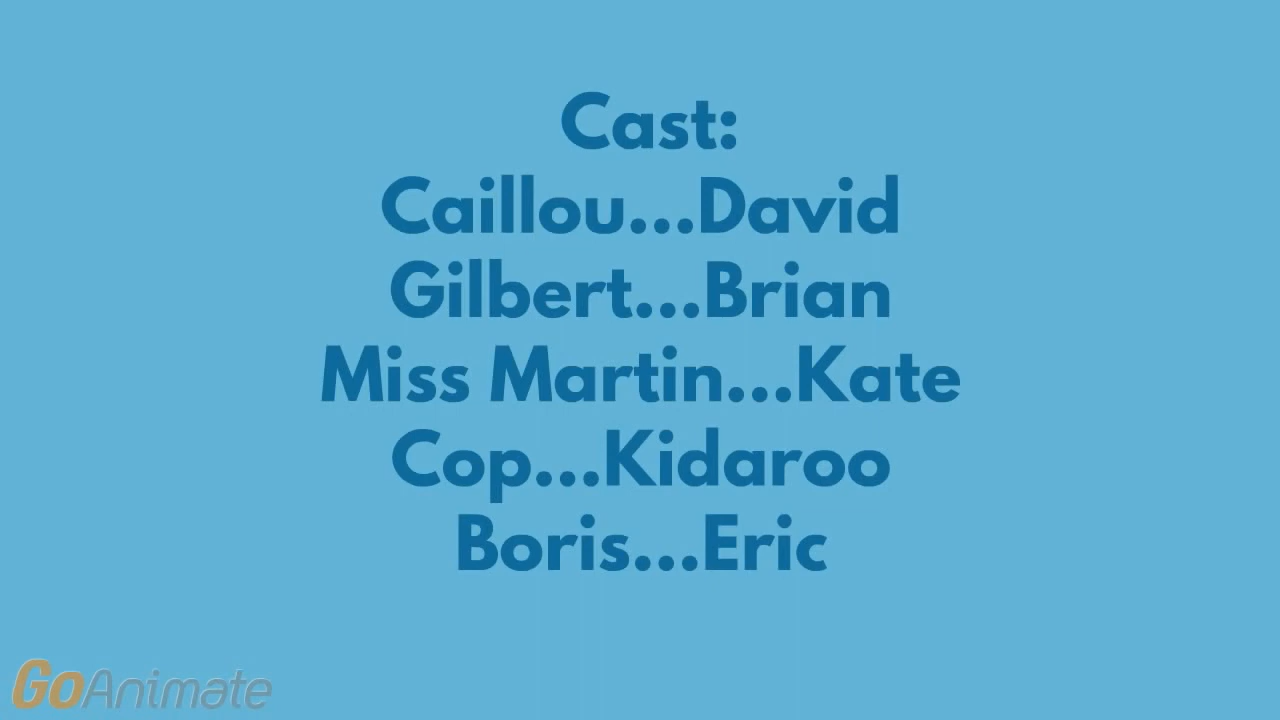 Cast:
Caillou...David
Gilbert...Brian
Miss Martin...Kate
Cop...Kidaroo
Boris...Eric
GoAnimate